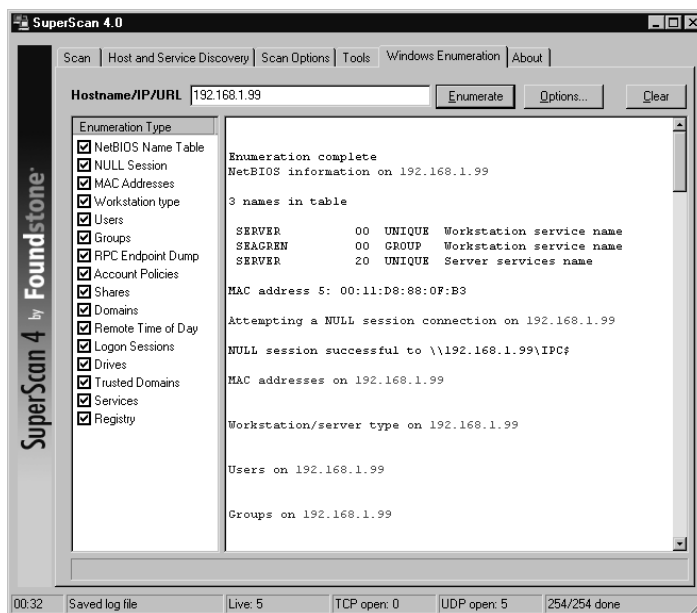 SuperScan 4.0
Scan
Host and Service Discovery
Scan Options
Tools
Windows Enumeration
About
Hostname/IP/URL
192.168.1.99
Enumerate
Options...
Clear
SuperScan 4 by Foundstone
Enumeration Type
NetBIOS Name Table
NULL Session
MAC Addresses
Workstation type
Users
Groups
RPC Endpoint Dump
Account Policies
Shares
Domains
Remote Time of Day
Logon Sessions
Drives
Trusted Domains
Services
Registry
Enumeration complete
NetBIOS information on 192.168.1.99
3 names in table
SERVER 00 UNIQUE Workstation service name
SEAGREN 00 GROUP Workstation service name
SERVER 20 UNIQUE Server services name
MAC address 5: 00:11:D8:88:0F:B3
Attempting a NULL session connection on 192.168.1.99
NULL session successful to \\192.168.1.99\IPC$
MAC addresses on 192.168.1.99
Workstation/server type on 192.168.1.99
Users on 192.168.1.99
Groups on 192.168.1.99
00:32
Saved log file
Live: 5
TCP open: 0
UDP open: 5
254/254 done